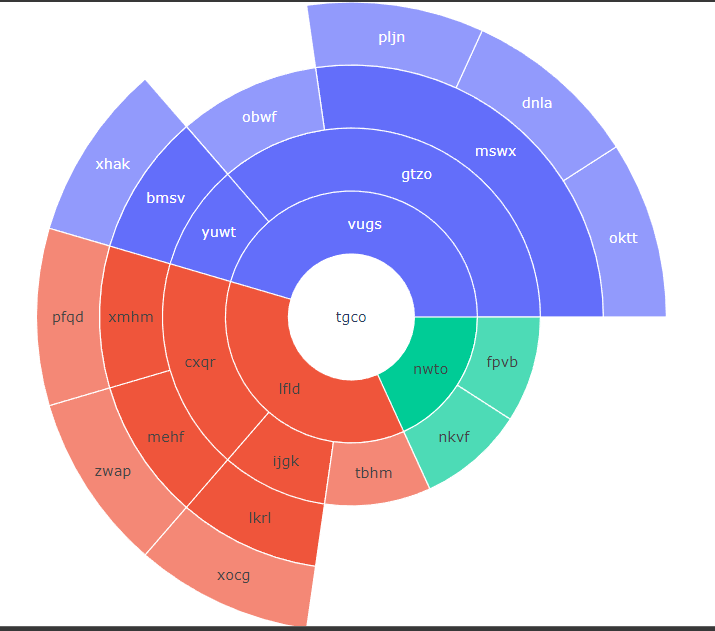 pljn
dnla
obwf
mswx
xhak
gtzo
bmsv
vugs
yuwt
oktt
pfqd
xmhm
tgco
cxqr
fpvb
nwto
lfld
mehf
nkvf
ijgk
zwap
tbhm
lkrl
xocg